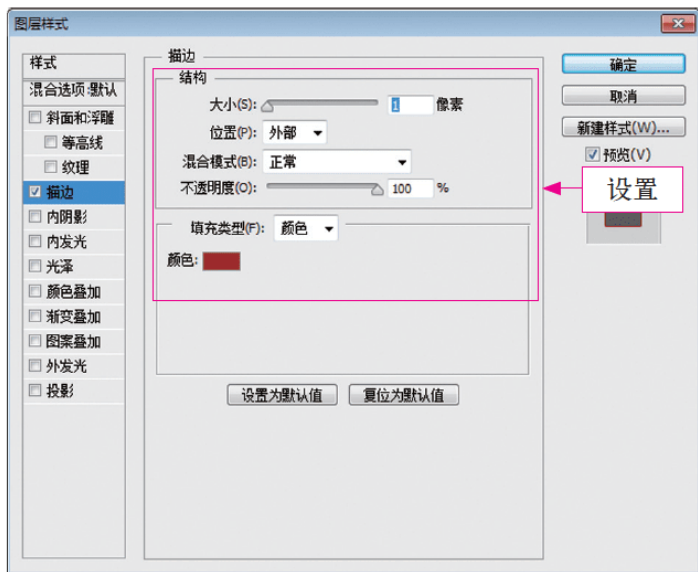 图层样式
样式
混合选项:默认
斜面和浮雕
等高线
纹理
描边
内阴影
内发光
光泽
颜色叠加
渐变叠加
图案叠加
外发光
投影
描边
结构
大小(S): 1 像素
位置(P): 外部
混合模式(B): 正常
不透明度(O): 100 %
填充类型(F): 颜色
颜色:
设置为默认值 复位为默认值
确定
取消
新建样式(W)...
预览(V)
设置